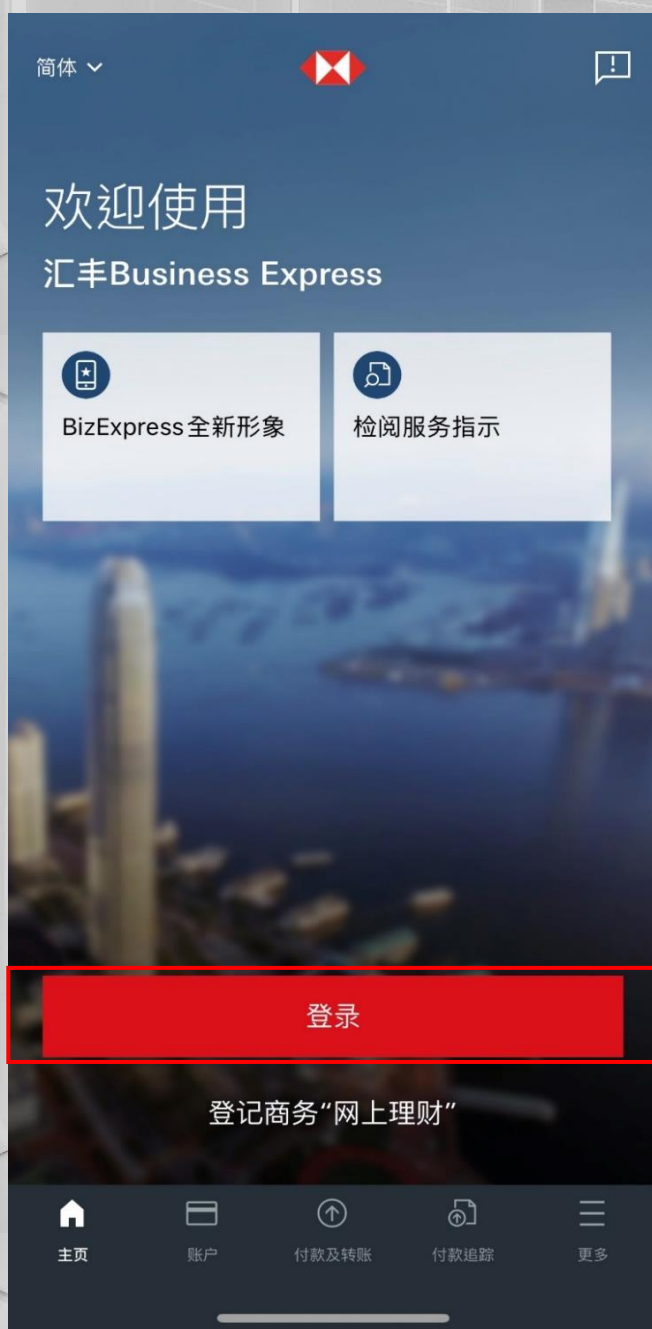 简体
欢迎使用
汇丰Business Express
BizExpress全新形象
检阅服务指示
登录
登记商务“网上理财”
主页
账户
付款及转账
付款追踪
更多